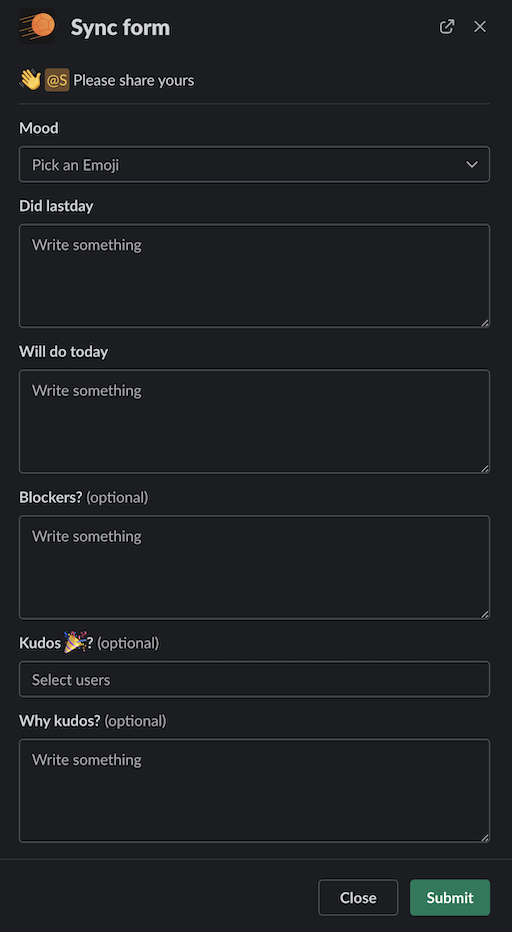 Sync form
👋 @S Please share yours
Mood
Pick an Emoji
Did lastday
Write something
Will do today
Write something
Blockers? (optional)
Write something
Kudos 🎉? (optional)
Select users
Why kudos? (optional)
Write something
Close Submit